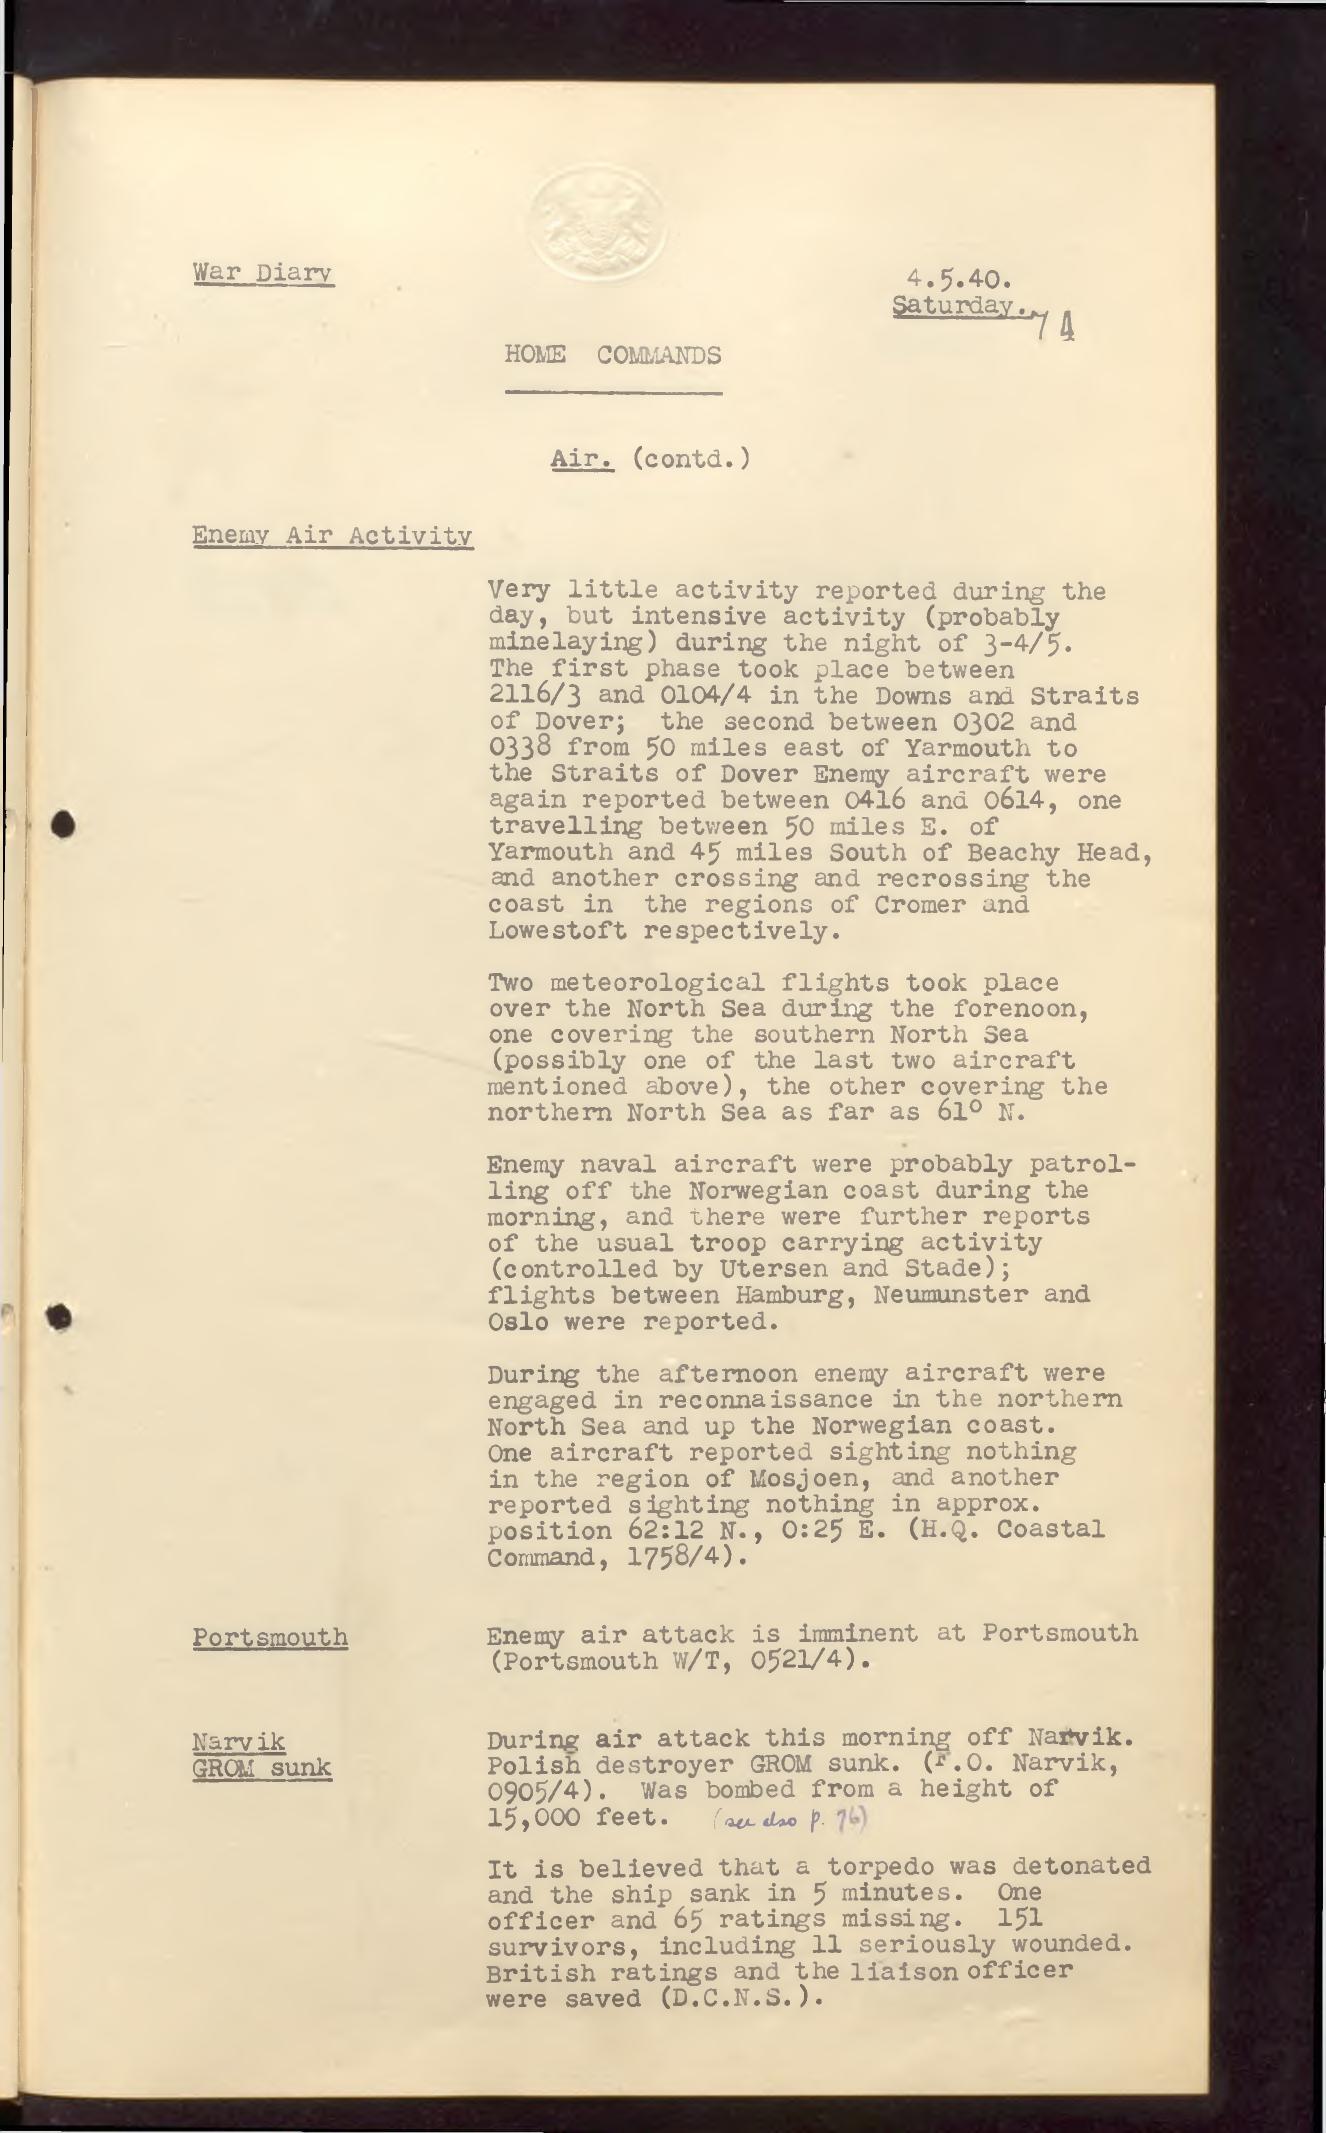 War Diary
4.5.40.
Saturday.
74
HOME COMMANDS
Air. (contd.)
Enemy Air Activity
Very little activity reported during the
day, but intensive activity (probably
minelaying) during the night of 3-4/5.
The first phase took place between
2116/3 and 0104/4 in the Downs and Straits
of Dover; the second between 0302 and
0338 from 50 miles east of Yarmouth to
the Straits of Dover Enemy aircraft were
again reported between 0416 and 0614, one
travelling between 50 miles E. of
Yarmouth and 45 miles South of Beachy Head,
and another crossing and recrossing the
coast in the regions of Cromer and
Lowestoft respectively.
Two meteorological flights took place
over the North Sea during the forenoon,
one covering the southern North Sea
(possibly one of the last two aircraft
mentioned above), the other covering the
northern North Sea as far as 61° N.
Enemy naval aircraft were probably patrol-
ling off the Norwegian coast during the
morning, and there were further reports
of the usual troop carrying activity
(controlled by Utersen and Stade);
flights between Hamburg, Neumunster and
Oslo were reported.
During the afternoon enemy aircraft were
engaged in reconnaissance in the northern
North Sea and up the Norwegian coast.
One aircraft reported sighting nothing
in the region of Mosjoen, and another
reported sighting nothing in approx.
position 62:12 N., 0:25 E. (H.Q. Coastal
Command, 1758/4).
Portsmouth
Enemy air attack is imminent at Portsmouth
(Portsmouth W/T, 0521/4).
Narvik
GROM sunk
During air attack this morning off Narvik.
Polish destroyer GROM sunk. (F.O. Narvik,
0905/4). Was bombed from a height of
15,000 feet. (see also p. 76)
It is believed that a torpedo was detonated
and the ship sank in 5 minutes. One
officer and 65 ratings missing. 151
survivors, including 11 seriously wounded.
British ratings and the liaison officer
were saved (D.C.N.S.).